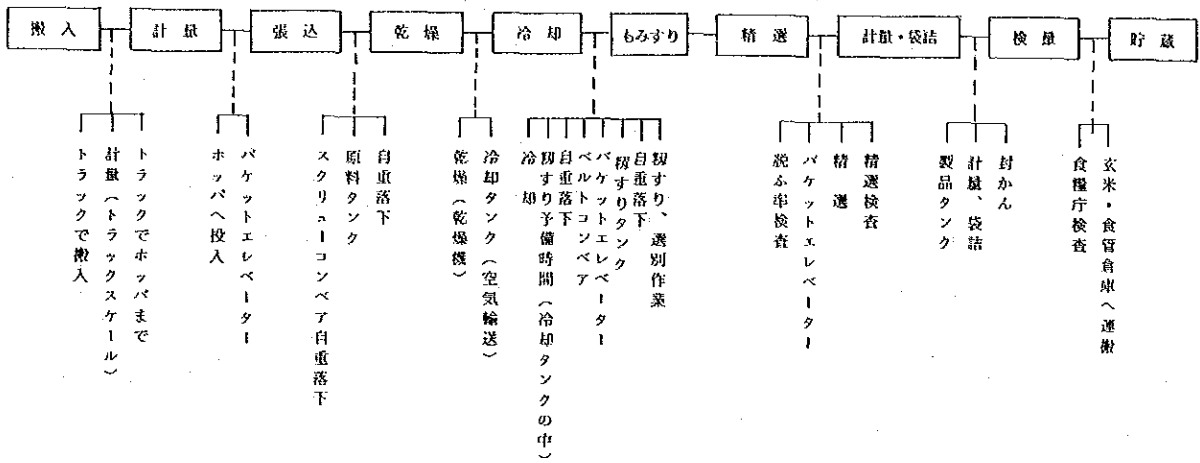 搬入
計量
張込
乾燥
冷却
もみすり
精選
計量・袋詰
検量
貯蔵
トラックで搬入
計量(トラックスケール)
トラックでホッパまで
ホッパへ投入
バケットエレベーター
スクリューコンベア自重落下
原料タンク
自重落下
乾燥(乾燥機)
冷却タンク(空気輸送)
冷却
籾すり予備時間(冷却タンクの中)
自重落下
ベルトコンベア
バケットエレベーター
籾すりタンク
自重落下
籾すり、選別作業
脱ふ率検査
バケットエレベーター
精選
精選検査
製品タンク
計量、袋詰
封かん
食糧庁検査
玄米・食管倉庫へ運搬